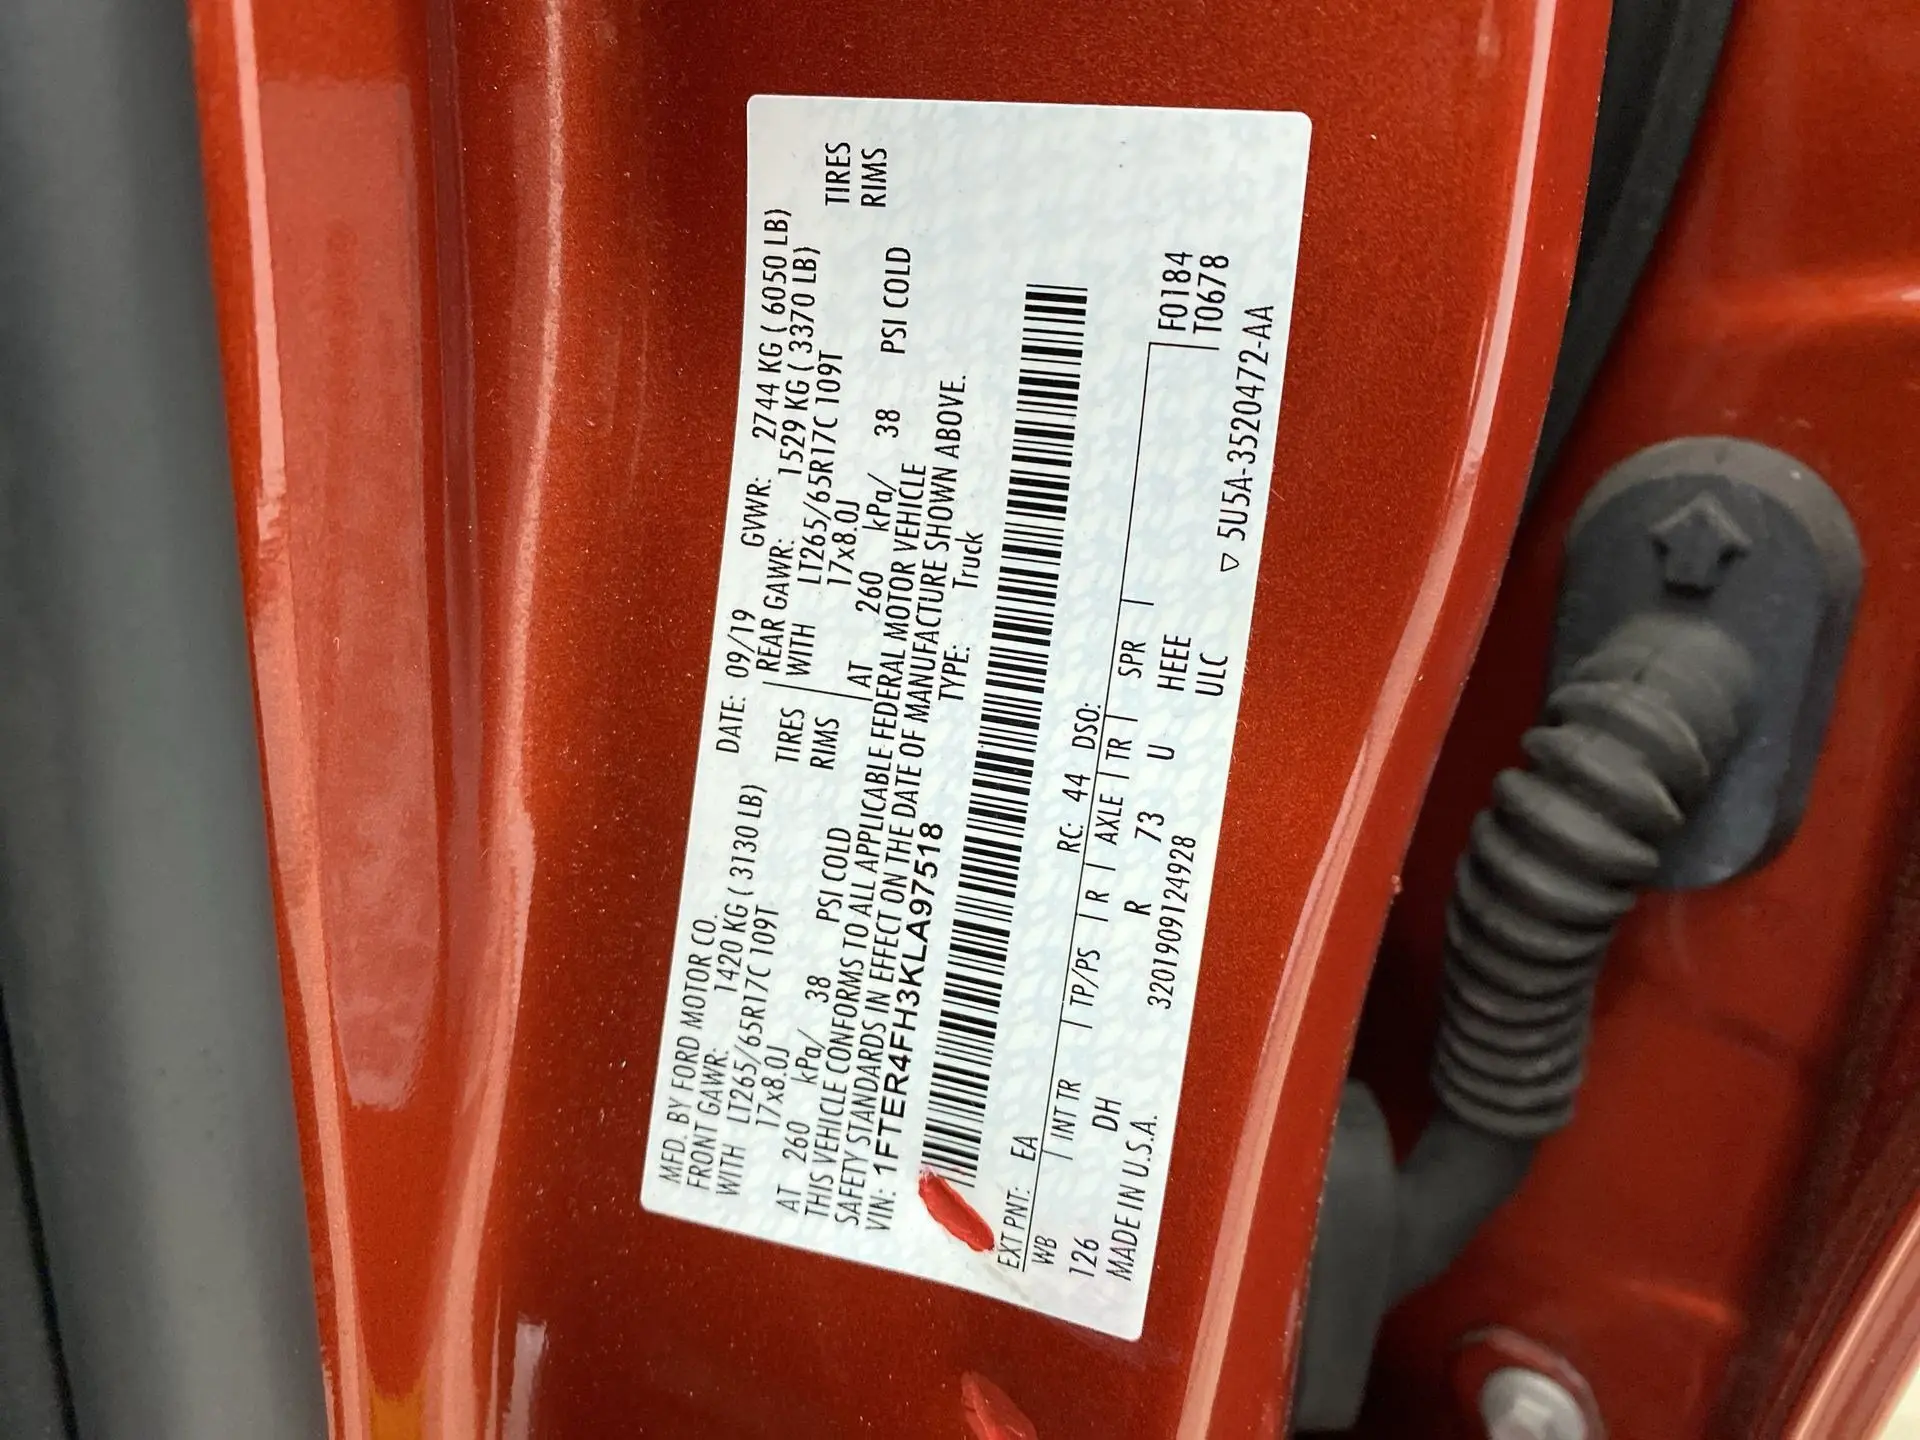 MFD. BY FORD MOTOR CO.
DATE: 09/19 GVWR: 2744 KG ( 6050 LB)
FRONT GAWR: 1420 KG ( 3130 LB) REAR GAWR: 1529 KG ( 3370 LB)
WITH LT265/65R17C 109T TIRES WITH LT265/65R17C 109T TIRES
17x8.0J RIMS 17x8.0J RIMS
AT 260 kPa/ 38 PSI COLD AT 260 kPa/ 38 PSI COLD
THIS VEHICLE CONFORMS TO ALL APPLICABLE FEDERAL MOTOR VEHICLE
SAFETY STANDARDS IN EFFECT ON THE DATE OF MANUFACTURE SHOWN ABOVE.
VIN: 1FTER4FH3KLA97518 TYPE: Truck
EXT PNT: EA RC: 44 DSO:
WB INT TR TP/PS R AXLE TR SPR
126 DH R 73 U HEEE F0184
ULC T0678
MADE IN U.S.A. 3201909124928 ▽ 5U5A-3520472-AA